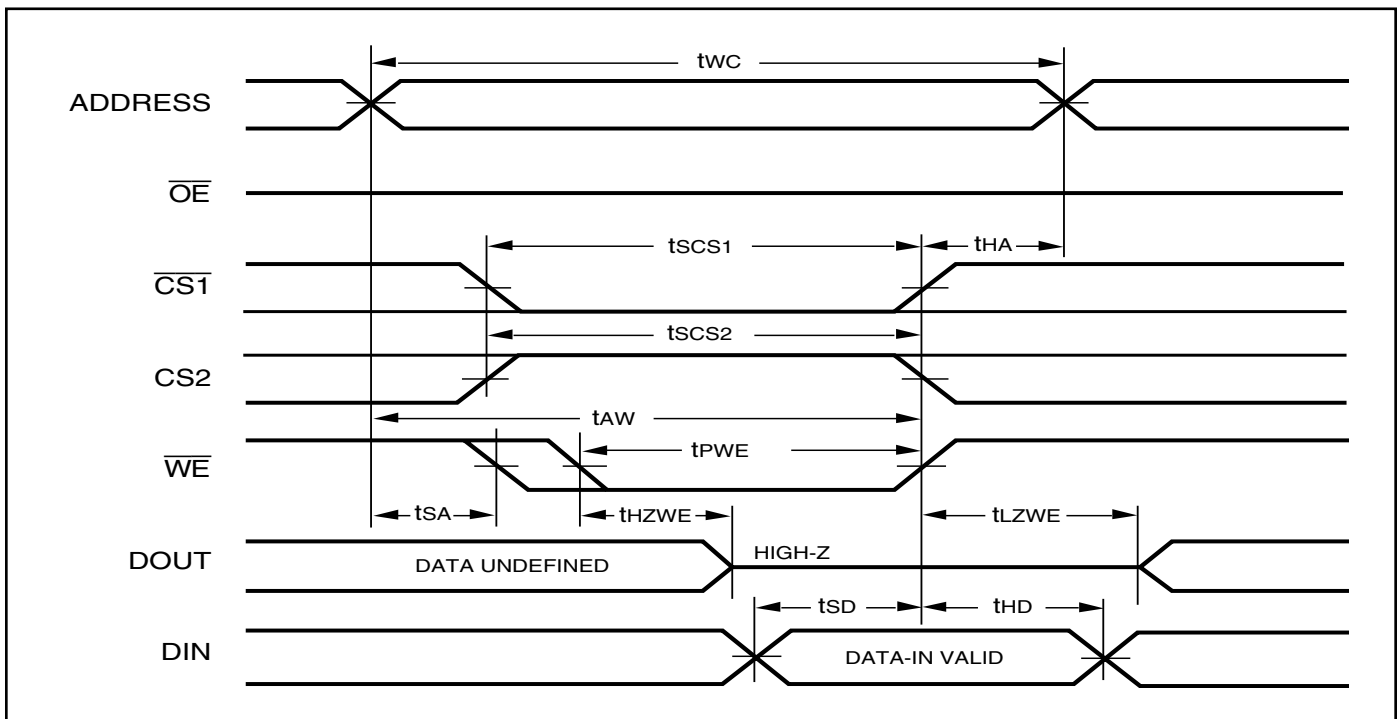 tWC
ADDRESS
OE
tSCS1
tHA
CS1
tSCS2
CS2
tAW
tPWE
WE
tSA
tHZWE
tLZWE
DOUT
DATA UNDEFINED
HIGH-Z
tSD
tHD
DIN
DATA-IN VALID